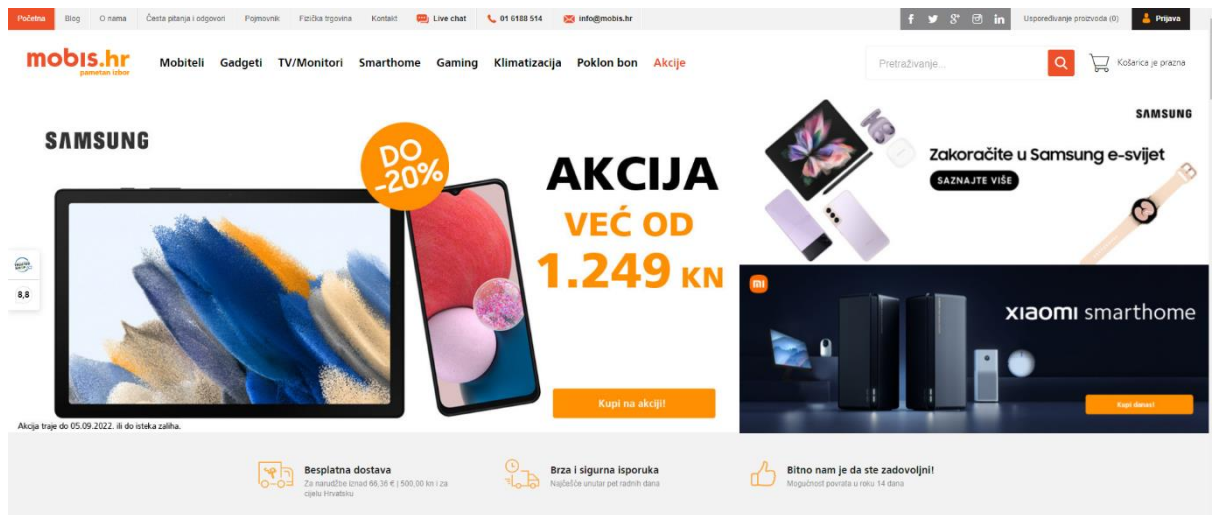 Početna Blog O nama Česta pitanja i odgovori Pojmovnik Fizička trgovina Kontakt Live chat 01 6188 514 info@mobis.hr Uspoređivanje proizvoda (0) Prijava
mobis.hr
pametan izbor
Mobiteli Gadgeti TV/Monitori Smarthome Gaming Klimatizacija Poklon bon Akcije
Pretraživanje...
Košarica je prazna
SAMSUNG
DO
-20%
AKCIJA
VEĆ OD
1.249 KN
Kupi na akciji!
Akcija traje do 05.09.2022. ili do isteka zaliha.
8,8
SAMSUNG
Zakoračite u Samsung e-svijet
SAZNAJTE VIŠE
mi
xiaomi smarthome
Kupi danas!
Besplatna dostava
Za narudžbe iznad 66,36 € | 500,00 kn i za
cijelu Hrvatsku
Brza i sigurna isporuka
Najčešće unutar pet radnih dana
Bitno nam je da ste zadovoljni!
Mogućnost povrata u roku 14 dana